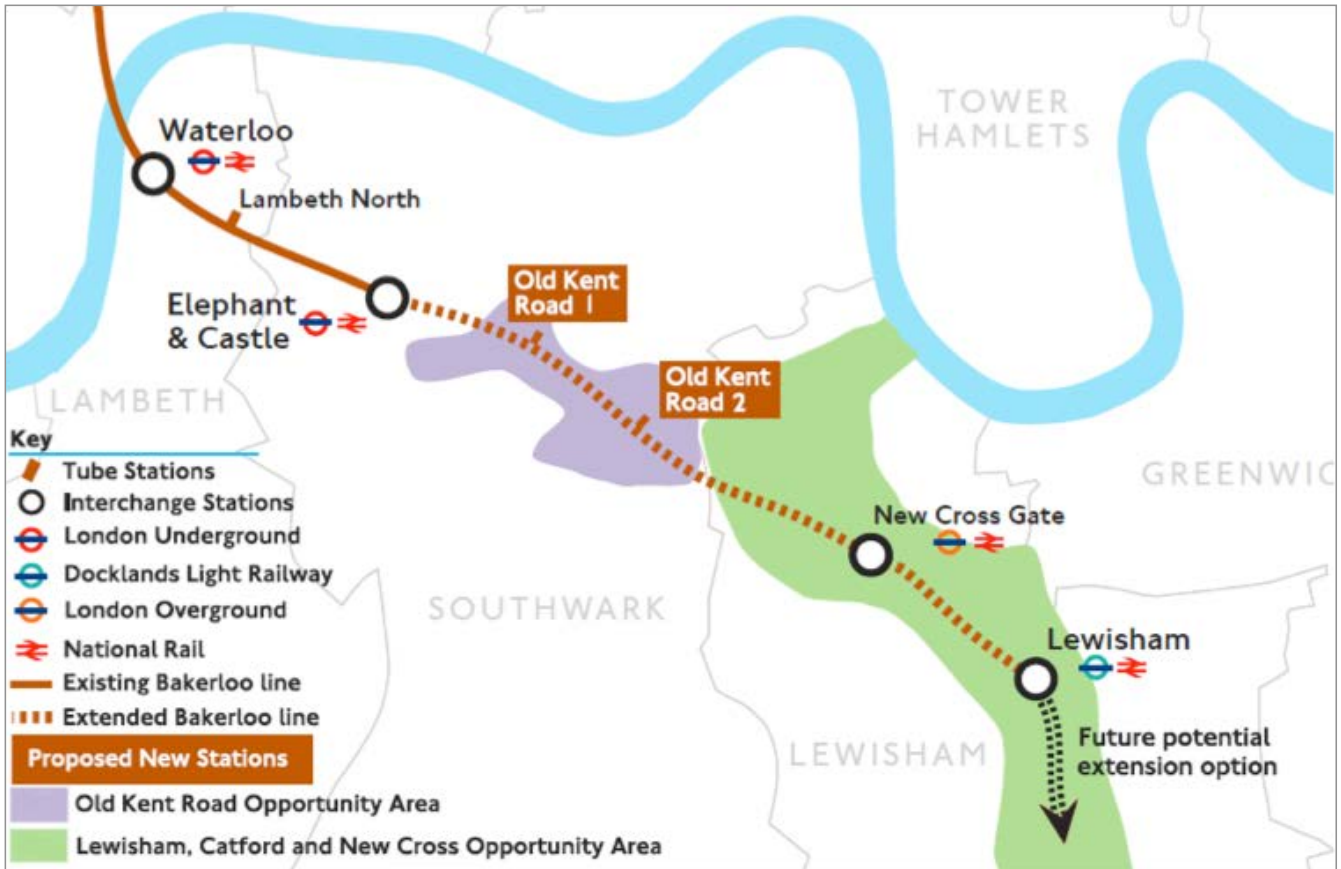 TOWER
HAMLETS
Waterloo
Lambeth North
Old Kent
Road 1
Elephant
& Castle
Old Kent
Road 2
LAMBETH
Key
Tube Stations
Interchange Stations
London Underground
Docklands Light Railway
London Overground
National Rail
Existing Bakerloo line
Extended Bakerloo line
Proposed New Stations
Old Kent Road Opportunity Area
Lewisham, Catford and New Cross Opportunity Area
GREENWIC
New Cross Gate
SOUTHWARK
Lewisham
LEWISHAM
Future potential
extension option